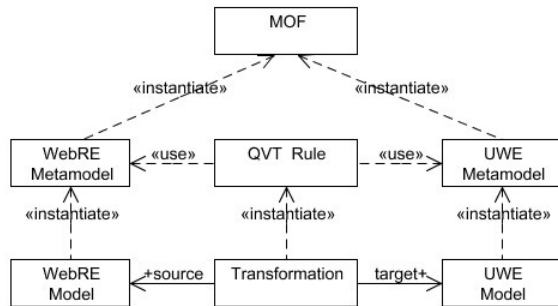 MOF
«instantiate»
«instantiate»
WebRE
Metamodel
«use»
QVT Rule
«use»
UWE
Metamodel
«instantiate»
«instantiate»
«instantiate»
WebRE
Model
+source
Transformation
target+
UWE
Model